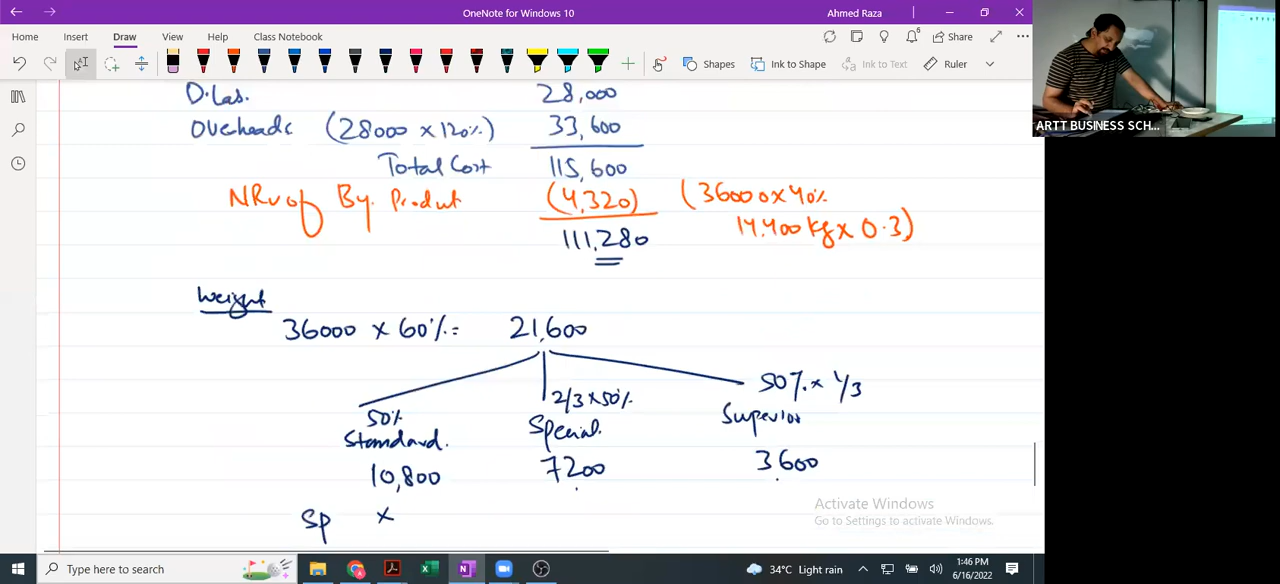 OneNote for Windows 10
Ahmed Raza
Home
Insert
Draw
View
Help
Class Notebook
Share
Shapes
Ink to Shape
Ink to Text
Ruler
ARTT BUSINESS SCH...
D.Lab. 28,000
Overheads (28000 x 120%) 33,600
Total Cost 115,600
NRV of By. Product (4,320) (36000 x 40%
14,400 kg x 0.3)
111,280
Weight
36000 x 60% = 21,600
50% x 1/3
2/3 x 50%
50%
Superior
Special.
Standard.
10,800 7200 3600
SP x
Activate Windows
Go to Settings to activate Windows.
Type here to search
34°C Light rain
1:46 PM
6/16/2022